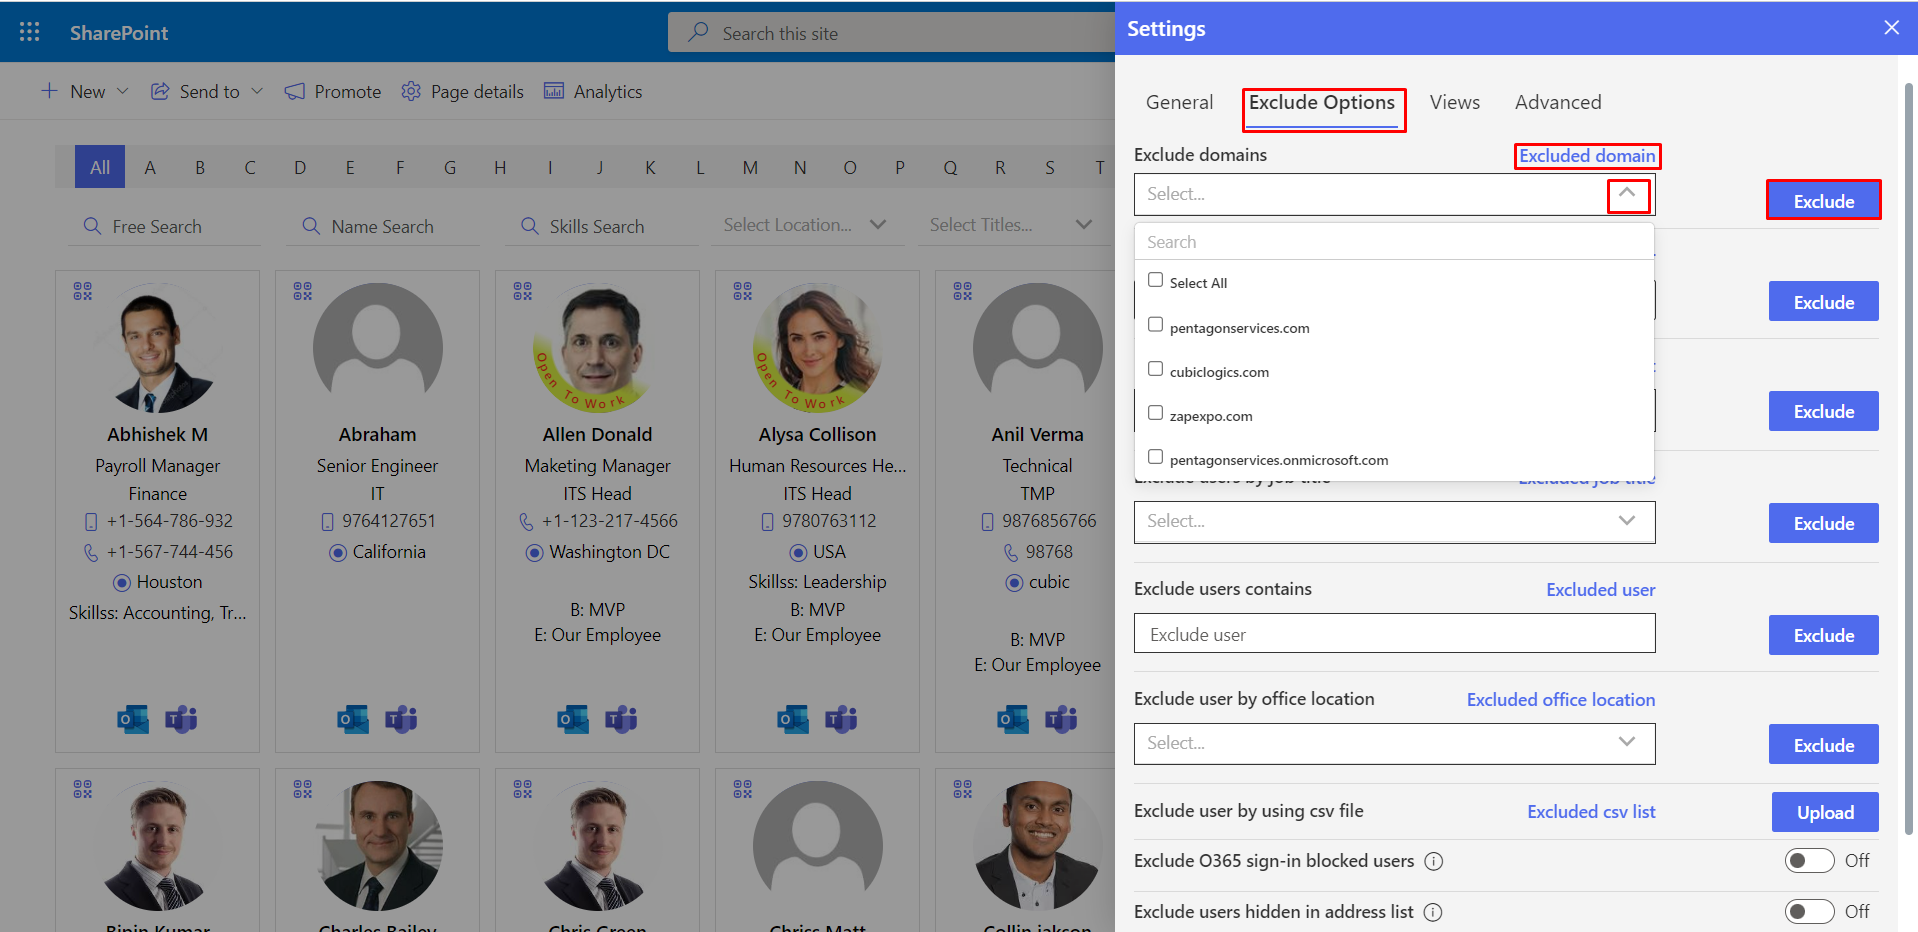 SharePoint
Search this site
New
Send to
Promote
Page details
Analytics
All A B C D E F G H I J K L M N O P Q R S T
Free Search
Name Search
Skills Search
Select Location...
Select Titles...
Abhishek M
Payroll Manager
Finance
+1-564-786-932
+1-567-744-456
Houston
Skillss: Accounting, Tr...
Abraham
Senior Engineer
IT
9764127651
California
Open To Work
Allen Donald
Maketing Manager
ITS Head
+1-123-217-4566
Washington DC
B: MVP
E: Our Employee
Open To Work
Alysa Collison
Human Resources He...
ITS Head
9780763112
USA
Skillss: Leadership
B: MVP
E: Our Employee
Anil Verma
Technical
TMP
9876856766
98768
cubic
B: MVP
E: Our Employee
Bipin Kumar
Charles Bailey
Chris Green
Chriss Matt
Collin jakson
Settings
General
Exclude Options
Views
Advanced
Exclude domains
Excluded domain
Select...
Exclude
Search
Select All
pentagonservices.com
cubiclogics.com
zapexpo.com
pentagonservices.onmicrosoft.com
Exclude
Exclude
Exclude users by job title
Excluded job title
Select...
Exclude
Exclude users contains
Excluded user
Exclude user
Exclude
Exclude user by office location
Excluded office location
Select...
Exclude
Exclude user by using csv file
Excluded csv list
Upload
Exclude O365 sign-in blocked users
Off
Exclude users hidden in address list
Off